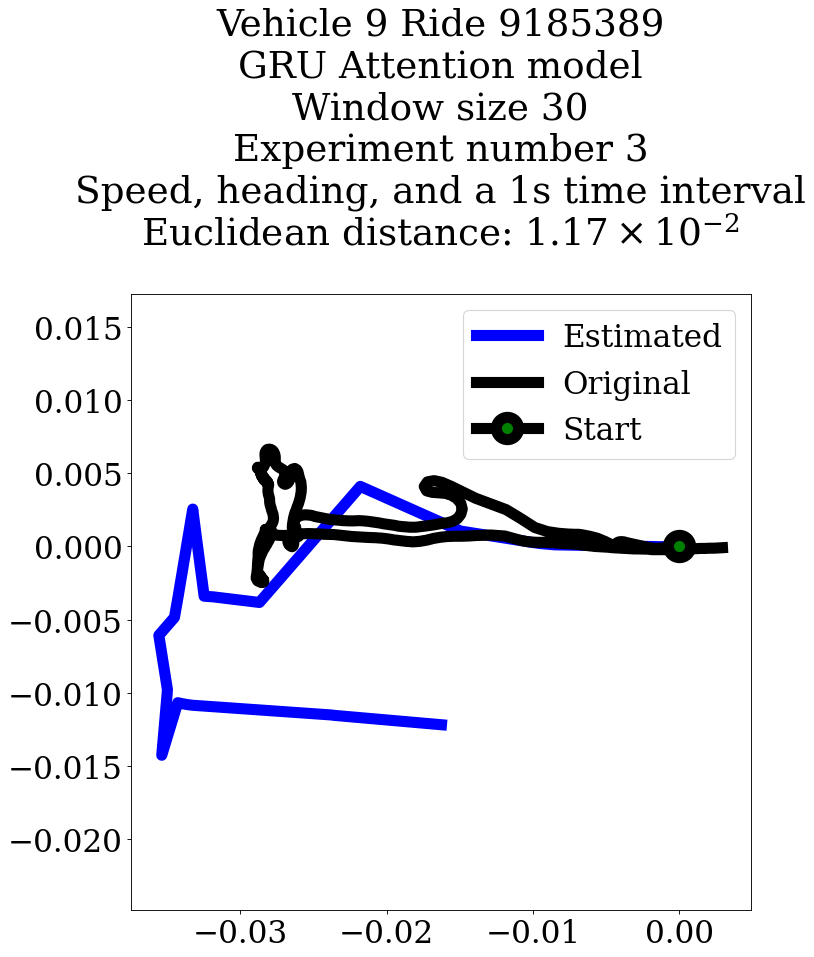 Vehicle 9 Ride 9185389
GRU Attention model
Window size 30
Experiment number 3
Speed, heading, and a 1s time interval
Euclidean distance: 1.17 × 10⁻²
Estimated
Original
Start
0.015
0.010
0.005
0.000
−0.005
−0.010
−0.015
−0.020
−0.03 −0.02 −0.01 0.00